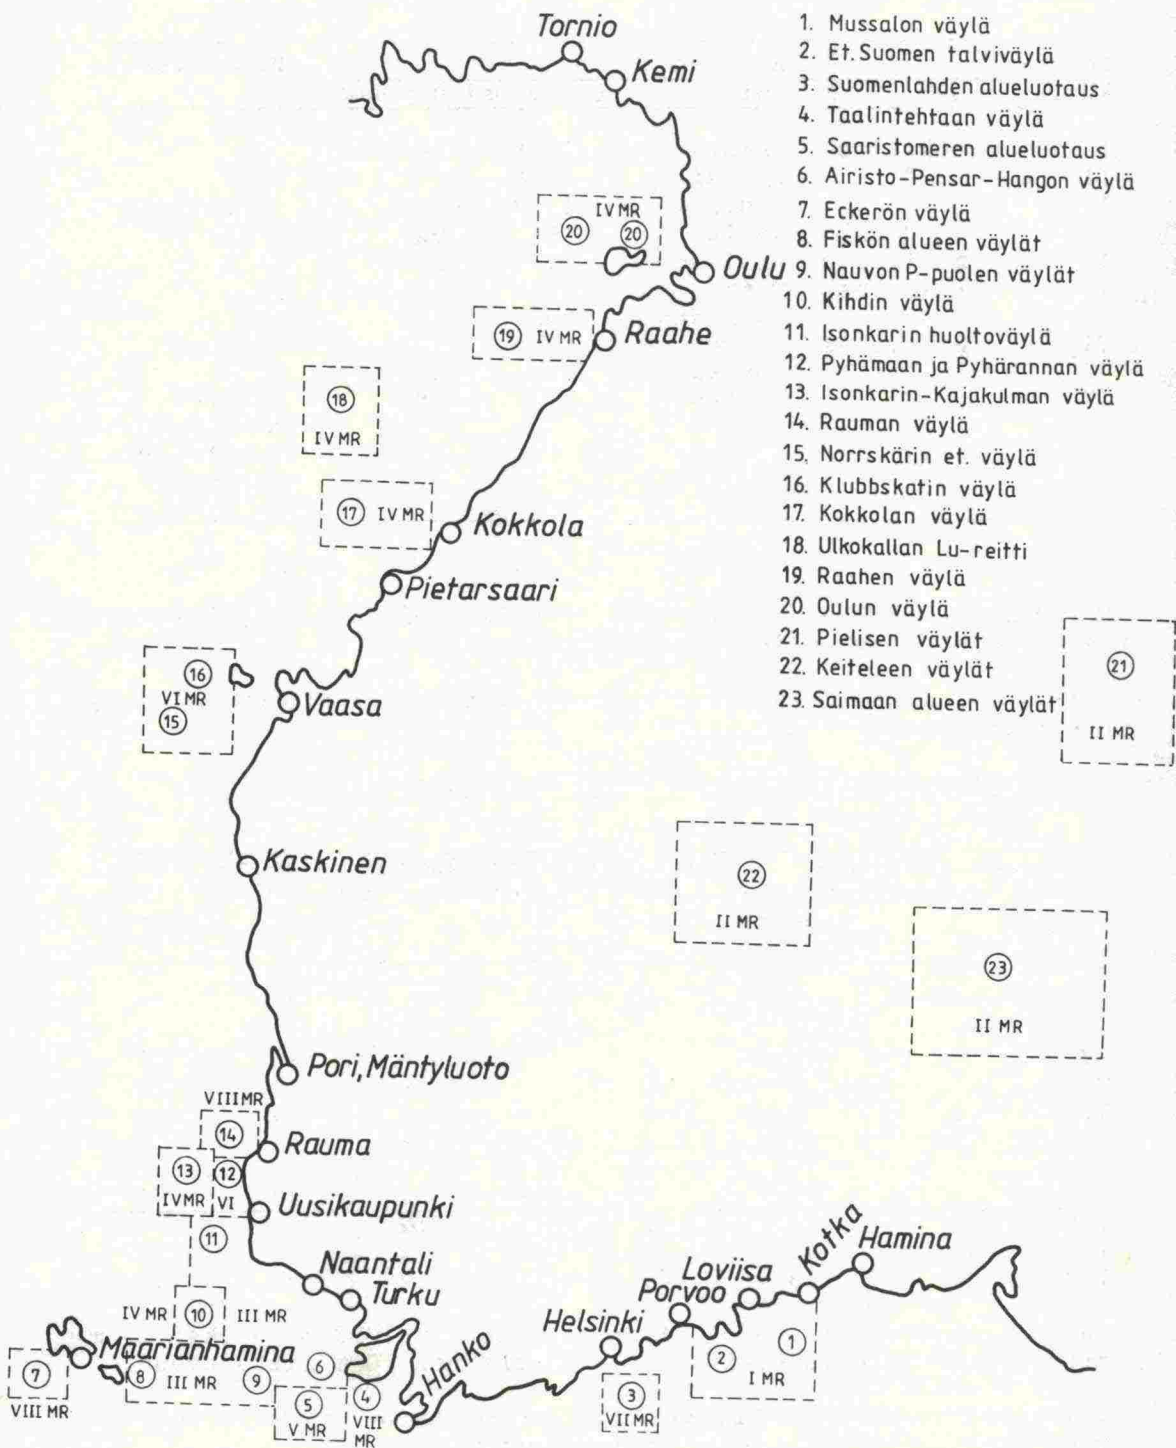 1. Mussalon väylä
2. Et. Suomen talviväylä
3. Suomenlahden alueluotaus
4. Taalintehtaan väylä
5. Saaristomeren alueluotaus
6. Airisto-Pensar-Hangon väylä
7. Eckerön väylä
8. Fiskön alueen väylät
9. Nauvon P-puolen väylät
10. Kihdin väylä
11. Isonkarin huoltoväylä
12. Pyhämaan ja Pyhärannan väylä
13. Isonkarin-Kajakulman väylä
14. Rauman väylä
15. Norrskärin et. väylä
16. Klubbskatin väylä
17. Kokkolan väylä
18. Ulkokallan Lu-reitti
19. Raahen väylä
20. Oulun väylä
21. Pielisen väylät
22. Keiteleen väylät
23. Saimaan alueen väylät
Tornio
Kemi
IV MR
20 20
Oulu
19 IV MR
Raahe
18
IV MR
17 IV MR
Kokkola
Pietarsaari
16
VI MR
15
Vaasa
21
II MR
Kaskinen
22
II MR
23
II MR
Pori, Mäntyluoto
VIII MR
14
Rauma
13
IV MR
12
VI
Uusikaupunki
11
Naantali
Turku
IV MR 10 III MR
Maarianhamina
7
VIII MR
8 III MR 9
6
5
V MR
4
VIII
MR
Hanko
Helsinki
Porvoo
Loviisa
Kotka
Hamina
3
VII MR
2 1
I MR